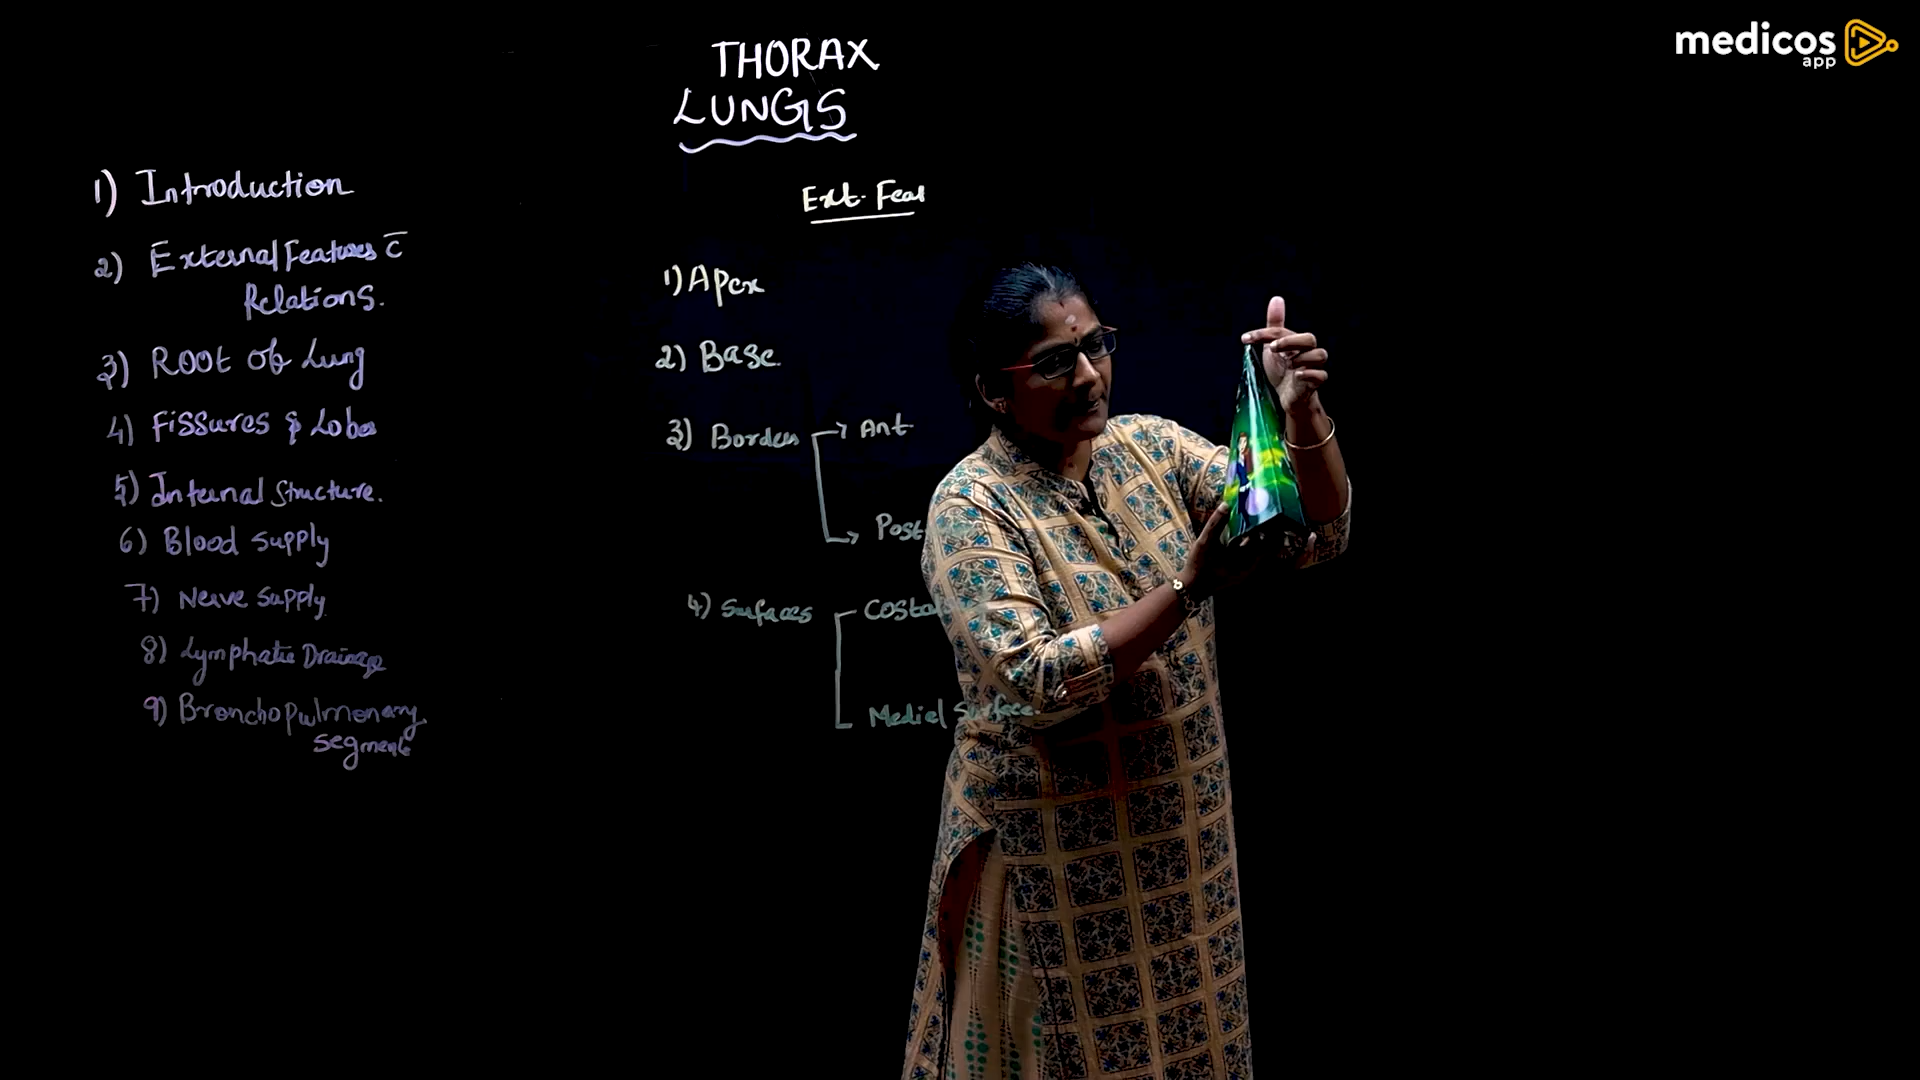 medicos
app
THORAX
LUNGS
1) Introduction
2) External Features c̄
Relations.
3) Root of Lung
4) Fissures & Lobes
5) Internal Structure.
6) Blood supply
7) Nerve Supply
8) Lymphatic Drainage
9) Bronchopulmonary
segments
Ext. Feat
1) Apex
2) Base
3) Borders → Ant
→ Post
4) Surfaces Costal
Medial Surface.